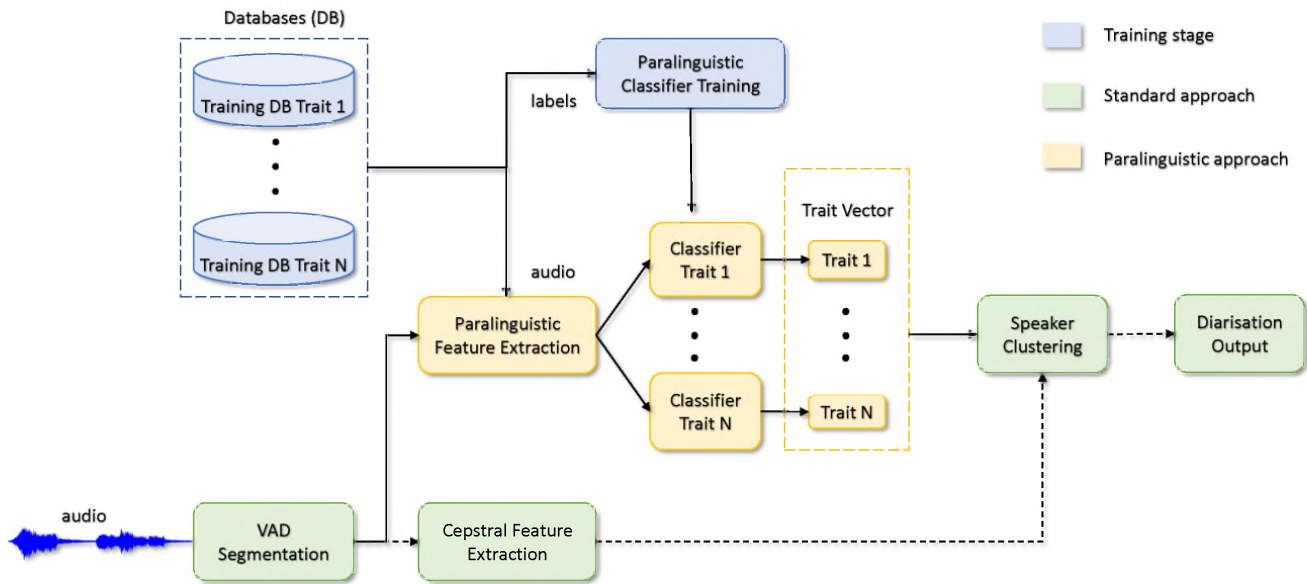 Databases (DB)
Training DB Trait 1
Training DB Trait N
labels
audio
Paralinguistic
Classifier Training
Training stage
Standard approach
Paralinguistic approach
Paralinguistic
Feature Extraction
Classifier
Trait 1
Classifier
Trait N
Trait Vector
Trait 1
Trait N
Speaker
Clustering
Diarisation
Output
audio
VAD
Segmentation
Cepstral Feature
Extraction